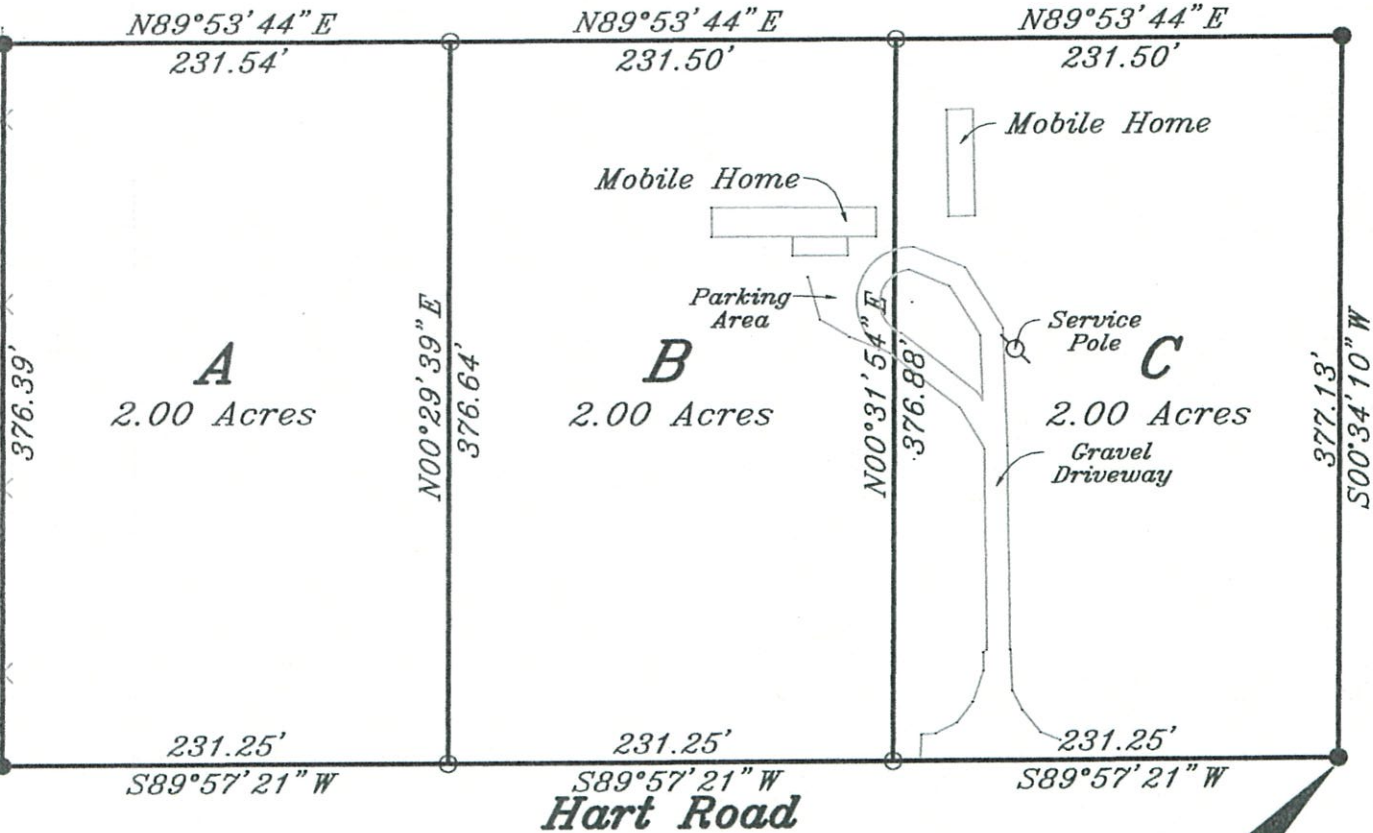 N89°53'44"E
N89°53'44"E
N89°53'44"E
231.54'
231.50'
231.50'
Mobile Home
Mobile Home
Parking
Area
Service
Pole
376.39'
N00°29'39"E
376.64'
N00°31'54"E
376.88'
377.13'
S00°34'10"W
A
2.00 Acres
B
2.00 Acres
C
2.00 Acres
Gravel
Driveway
231.25'
231.25'
231.25'
S89°57'21"W
S89°57'21"W
S89°57'21"W
Hart Road